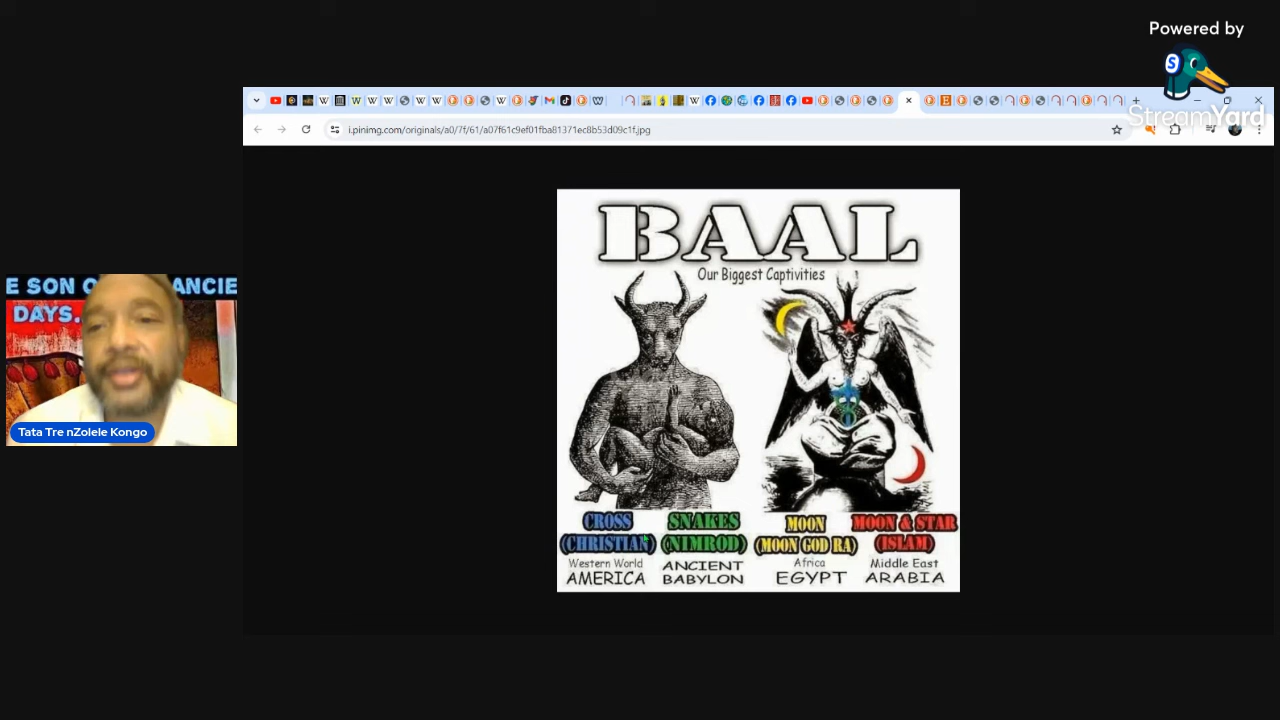 Powered by
StreamYard
i.pinimg.com/originals/a0/7f/61/a07f61c9ef01fba81371ec8b53d09c1f.jpg
BAAL
Our Biggest Captivities
E SON O ANCIE
DAYS.
Tata Tre nZolele Kongo
CROSS SNAKES MOON MOON & STAR
(CHRISTIAN) (NIMROD) (MOON GOD RA) (ISLAM)
Western World ANCIENT Africa Middle East
AMERICA BABYLON EGYPT ARABIA